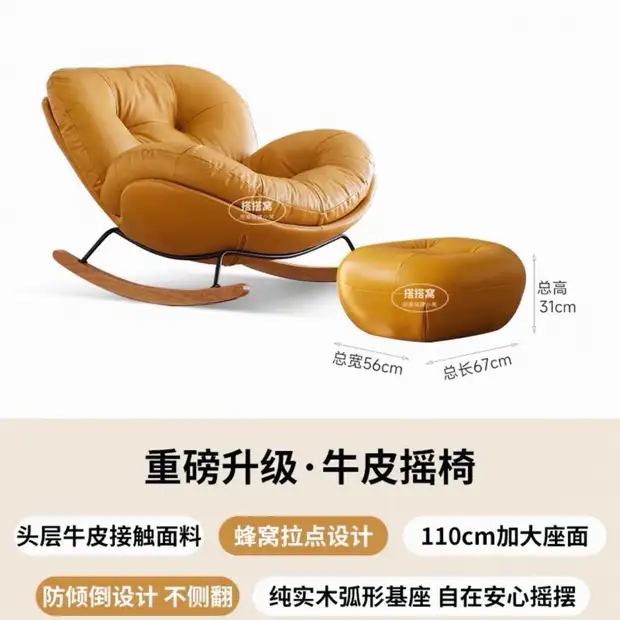 搭搭窝
搭搭窝
总高
31cm
总宽56cm
总长67cm
重磅升级·牛皮摇椅
头层牛皮接触面料
蜂窝拉点设计
110cm加大座面
防倾倒设计 不侧翻
纯实木弧形基座 自在安心摇摆